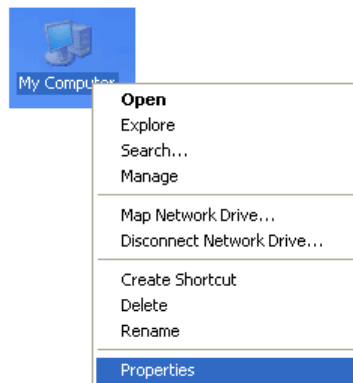 My Computer
Open
Explore
Search...
Manage
Map Network Drive...
Disconnect Network Drive...
Create Shortcut
Delete
Rename
Properties